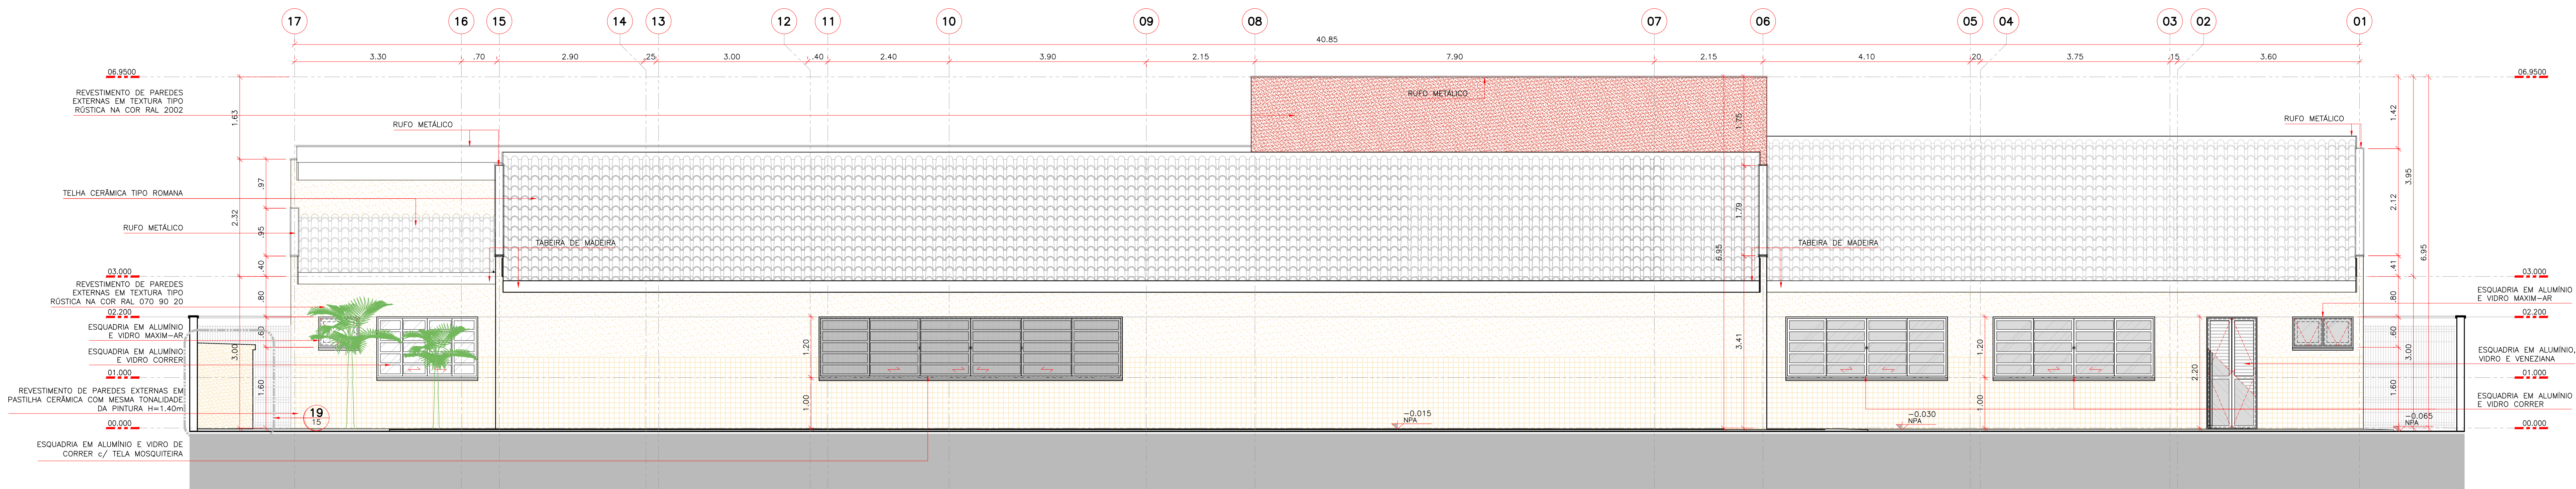 17 16 15 14 13 12 11 10 09 08 07 06 05 04 03 02 01
40.85
3.30 .70 2.90 .25 3.00 .40 2.40 3.90 2.15 7.90 2.15 4.10 .20 3.75 .15 3.60
06.9500
06.9500
REVESTIMENTO DE PAREDES
EXTERNAS EM TEXTURA TIPO
RÚSTICA NA COR RAL 2002
RUFO METÁLICO
RUFO METÁLICO
RUFO METÁLICO
1.63
1.75
1.42
TELHA CERÂMICA TIPO ROMANA
.97
2.32
.95
.40
1.79
6.95
3.95
2.12
6.95
.41
RUFO METÁLICO
TABEIRA DE MADEIRA
TABEIRA DE MADEIRA
03.000
03.000
REVESTIMENTO DE PAREDES
EXTERNAS EM TEXTURA TIPO
RÚSTICA NA COR RAL 070 90 20
.80
.80
ESQUADRIA EM ALUMÍNIO
E VIDRO MAXIM-AR
02.200
02.200
ESQUADRIA EM ALUMÍNIO
E VIDRO MAXIM-AR
.60
3.00
1.20
3.41
1.20
2.20
.60
3.00
ESQUADRIA EM ALUMÍNIO
E VIDRO CORRER
ESQUADRIA EM ALUMÍNIO,
VIDRO E VENEZIANA
01.000
01.000
REVESTIMENTO DE PAREDES EXTERNAS EM
PASTILHA CERÂMICA COM MESMA TONALIDADE
DA PINTURA H=1.40m
1.60
1.00
1.00
1.60
ESQUADRIA EM ALUMÍNIO
E VIDRO CORRER
19
15
-0.015
NPA
-0.030
NPA
-0.065
NPA
00.000
00.000
ESQUADRIA EM ALUMÍNIO E VIDRO DE
CORRER c/ TELA MOSQUITEIRA